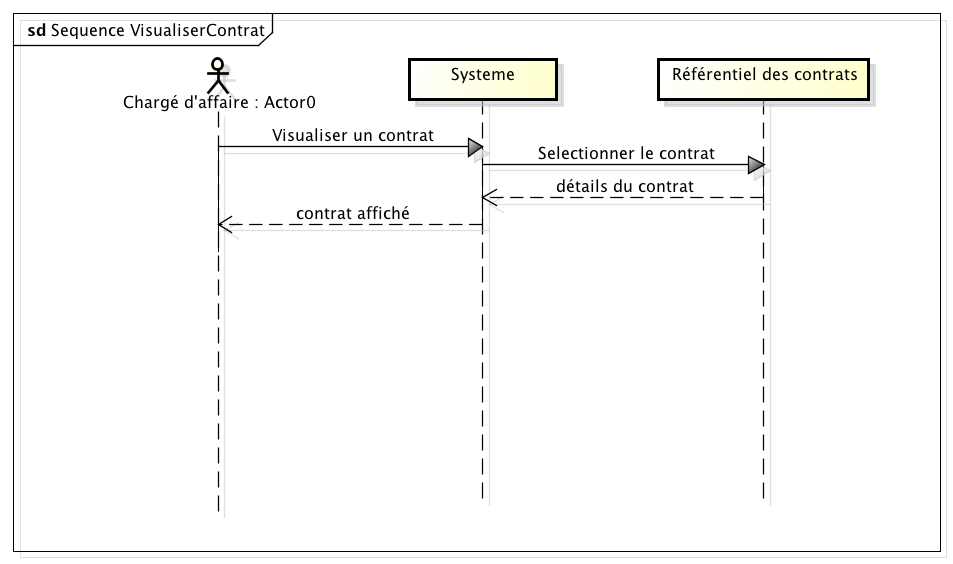 sd Sequence VisualiserContrat
Systeme
Référentiel des contrats
Chargé d'affaire : Actor0
Visualiser un contrat
Selectionner le contrat
détails du contrat
contrat affiché